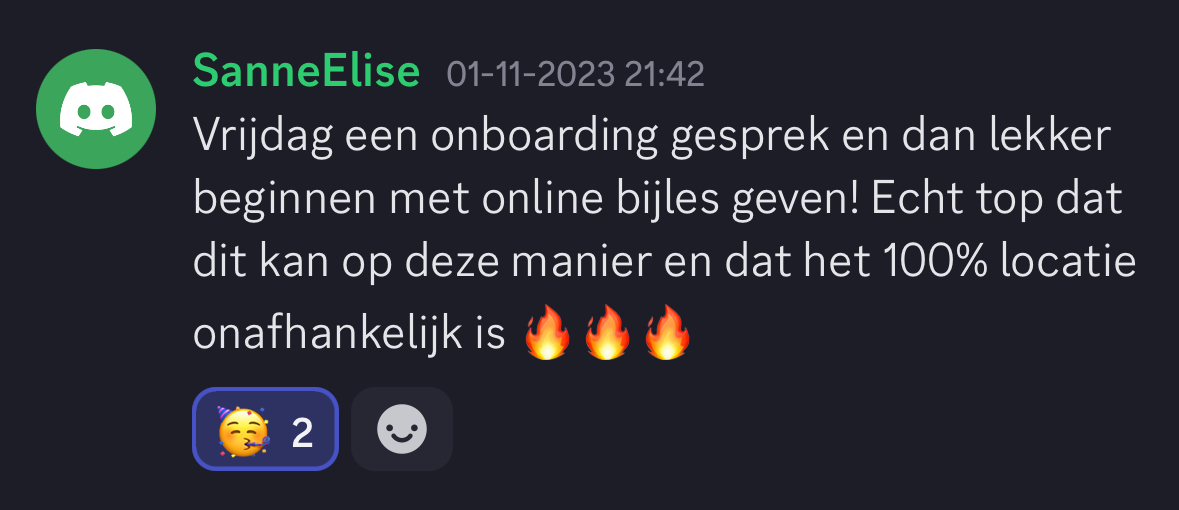 SanneElise 01-11-2023 21:42
Vrijdag een onboarding gesprek en dan lekker
beginnen met online bijles geven! Echt top dat
dit kan op deze manier en dat het 100% locatie
onafhankelijk is 🔥🔥🔥
🥳 2